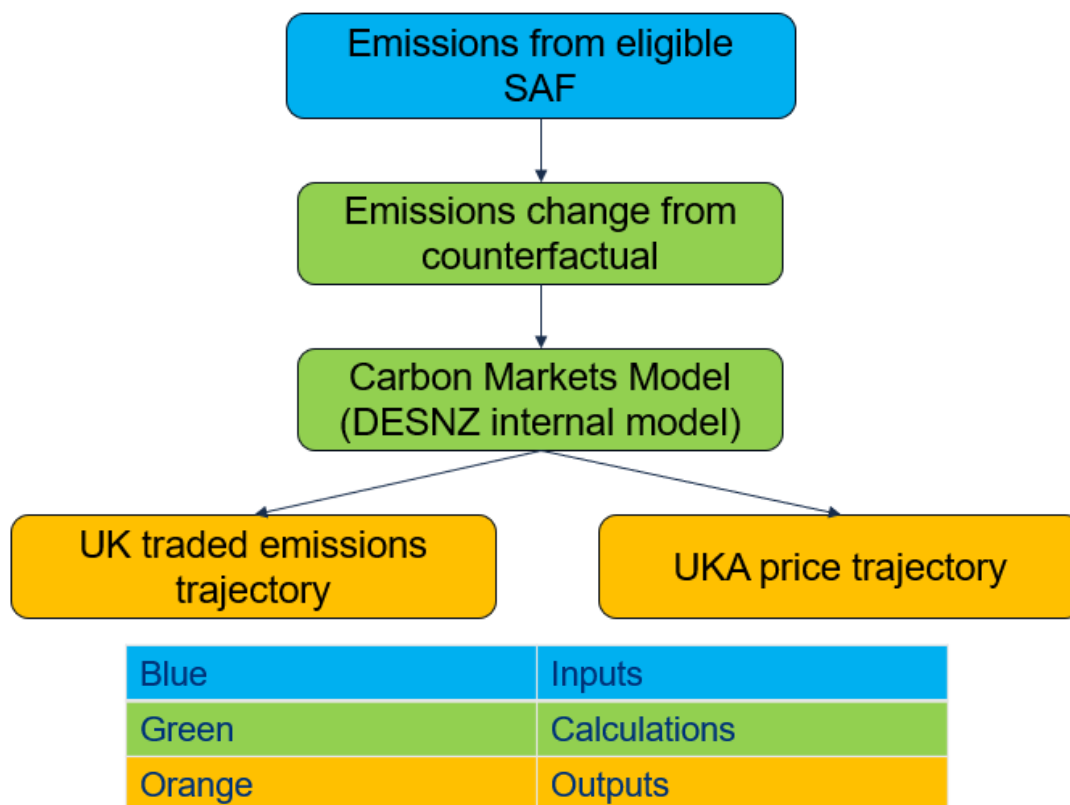 Emissions from eligible
SAF
Emissions change from
counterfactual
Carbon Markets Model
(DESNZ internal model)
UK traded emissions
trajectory
UKA price trajectory
Blue Inputs
Green Calculations
Orange Outputs